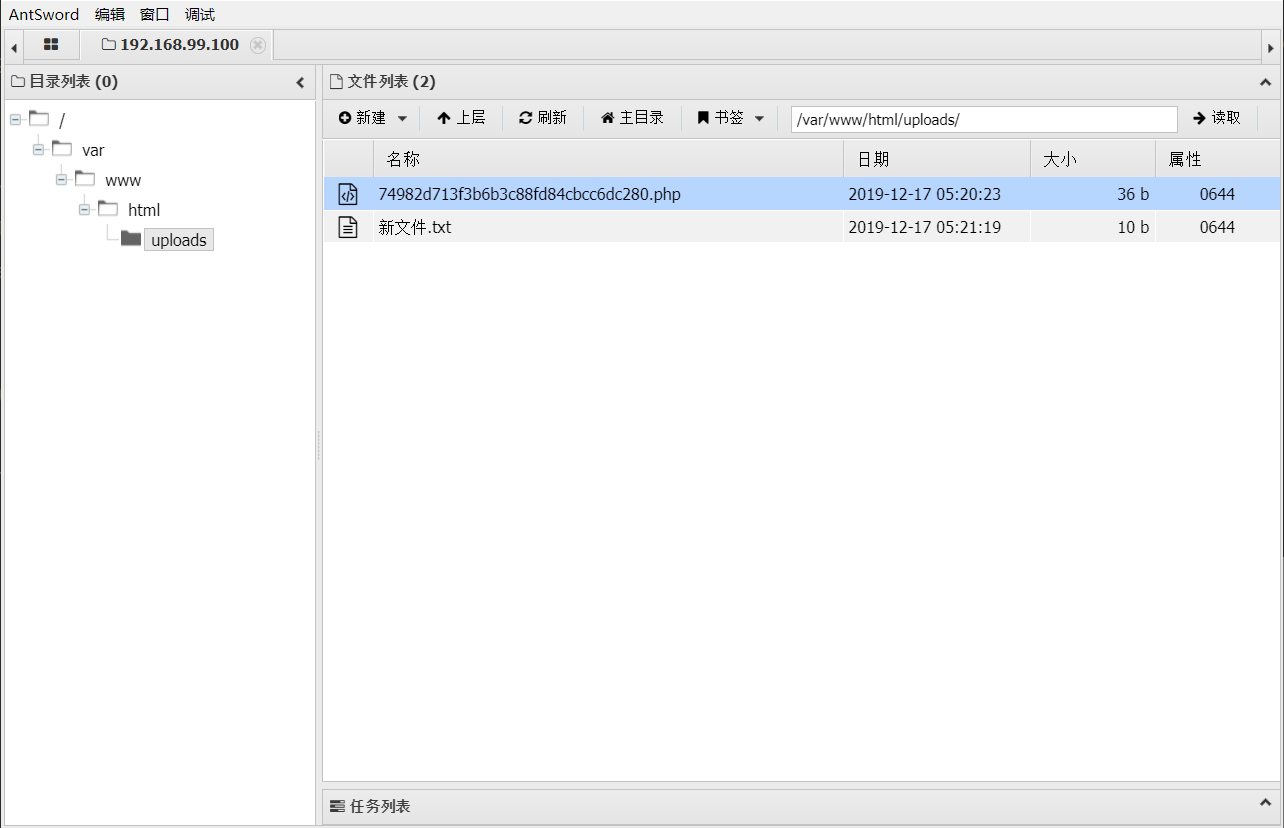 AntSword 编辑 窗口 调试
192.168.99.100
目录列表 (0)
/
var
www
html
uploads
文件列表 (2)
新建 上层 刷新 主目录 书签 /var/www/html/uploads/ 读取
名称 日期 大小 属性
74982d713f3b6b3c88fd84cbcc6dc280.php 2019-12-17 05:20:23 36 b 0644
新文件.txt 2019-12-17 05:21:19 10 b 0644
任务列表